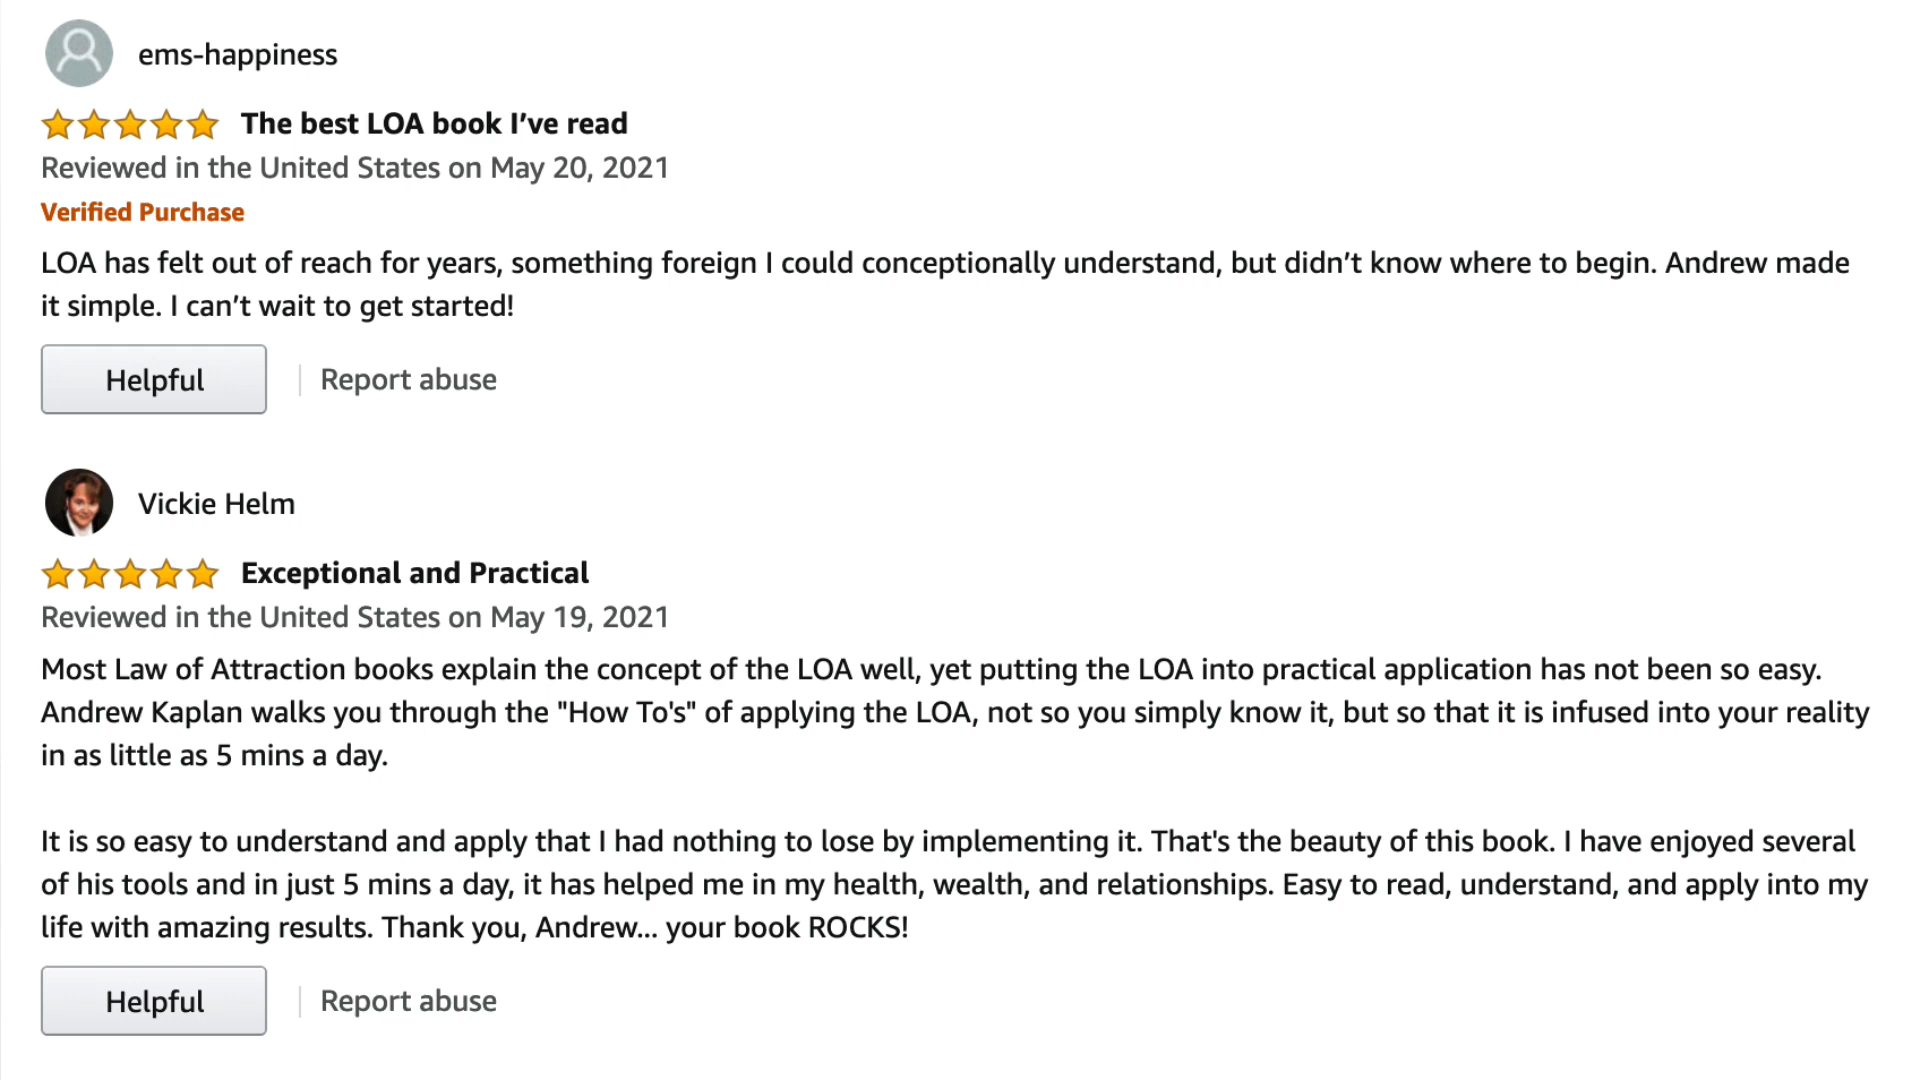 ems-happiness
The best LOA book I’ve read
Reviewed in the United States on May 20, 2021
Verified Purchase
LOA has felt out of reach for years, something foreign I could conceptionally understand, but didn’t know where to begin. Andrew made
it simple. I can’t wait to get started!
Helpful
Report abuse
Vickie Helm
Exceptional and Practical
Reviewed in the United States on May 19, 2021
Most Law of Attraction books explain the concept of the LOA well, yet putting the LOA into practical application has not been so easy.
Andrew Kaplan walks you through the "How To's" of applying the LOA, not so you simply know it, but so that it is infused into your reality
in as little as 5 mins a day.
It is so easy to understand and apply that I had nothing to lose by implementing it. That's the beauty of this book. I have enjoyed several
of his tools and in just 5 mins a day, it has helped me in my health, wealth, and relationships. Easy to read, understand, and apply into my
life with amazing results. Thank you, Andrew... your book ROCKS!
Helpful
Report abuse